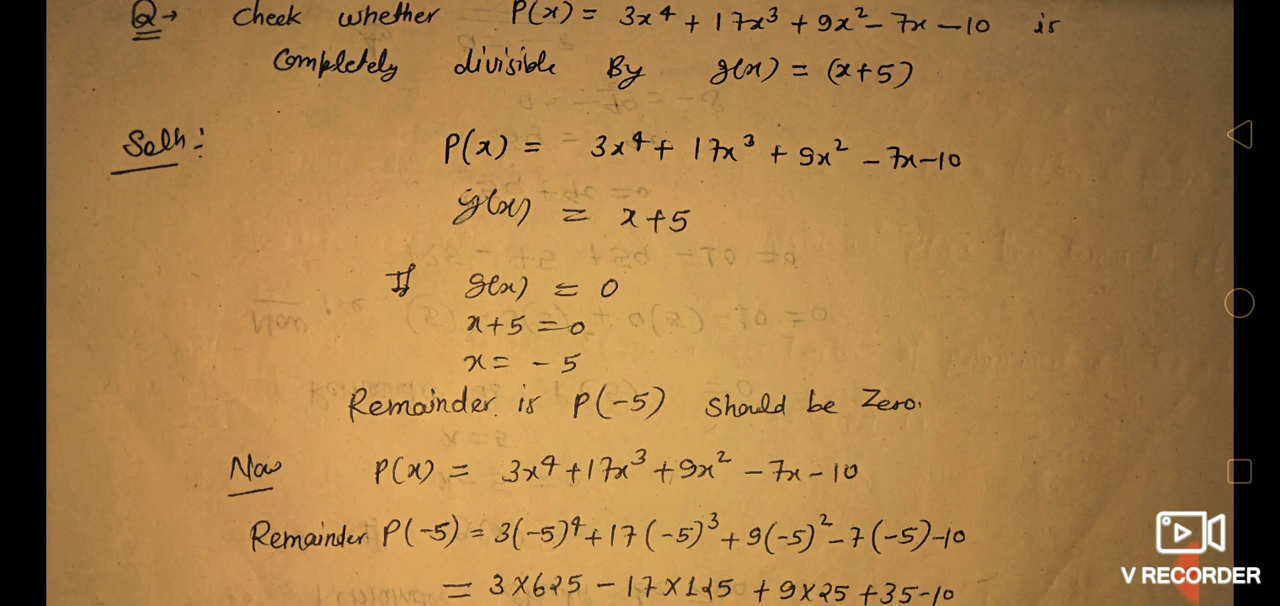 Q→ Check whether P(x) = 3x⁴ + 17x³ + 9x² - 7x - 10 is
Completely divisible By g(x) = (x+5)
Soln:
P(x) = 3x⁴ + 17x³ + 9x² - 7x - 10
g(x) = x+5
If g(x) = 0
x+5 = 0
x = - 5
Remainder is P(-5) should be Zero.
Now P(x) = 3x⁴ + 17x³ + 9x² - 7x - 10
Remainder P(-5) = 3(-5)⁴ + 17(-5)³ + 9(-5)² - 7(-5) - 10
= 3×625 - 17×125 + 9×25 + 35 - 10
V RECORDER